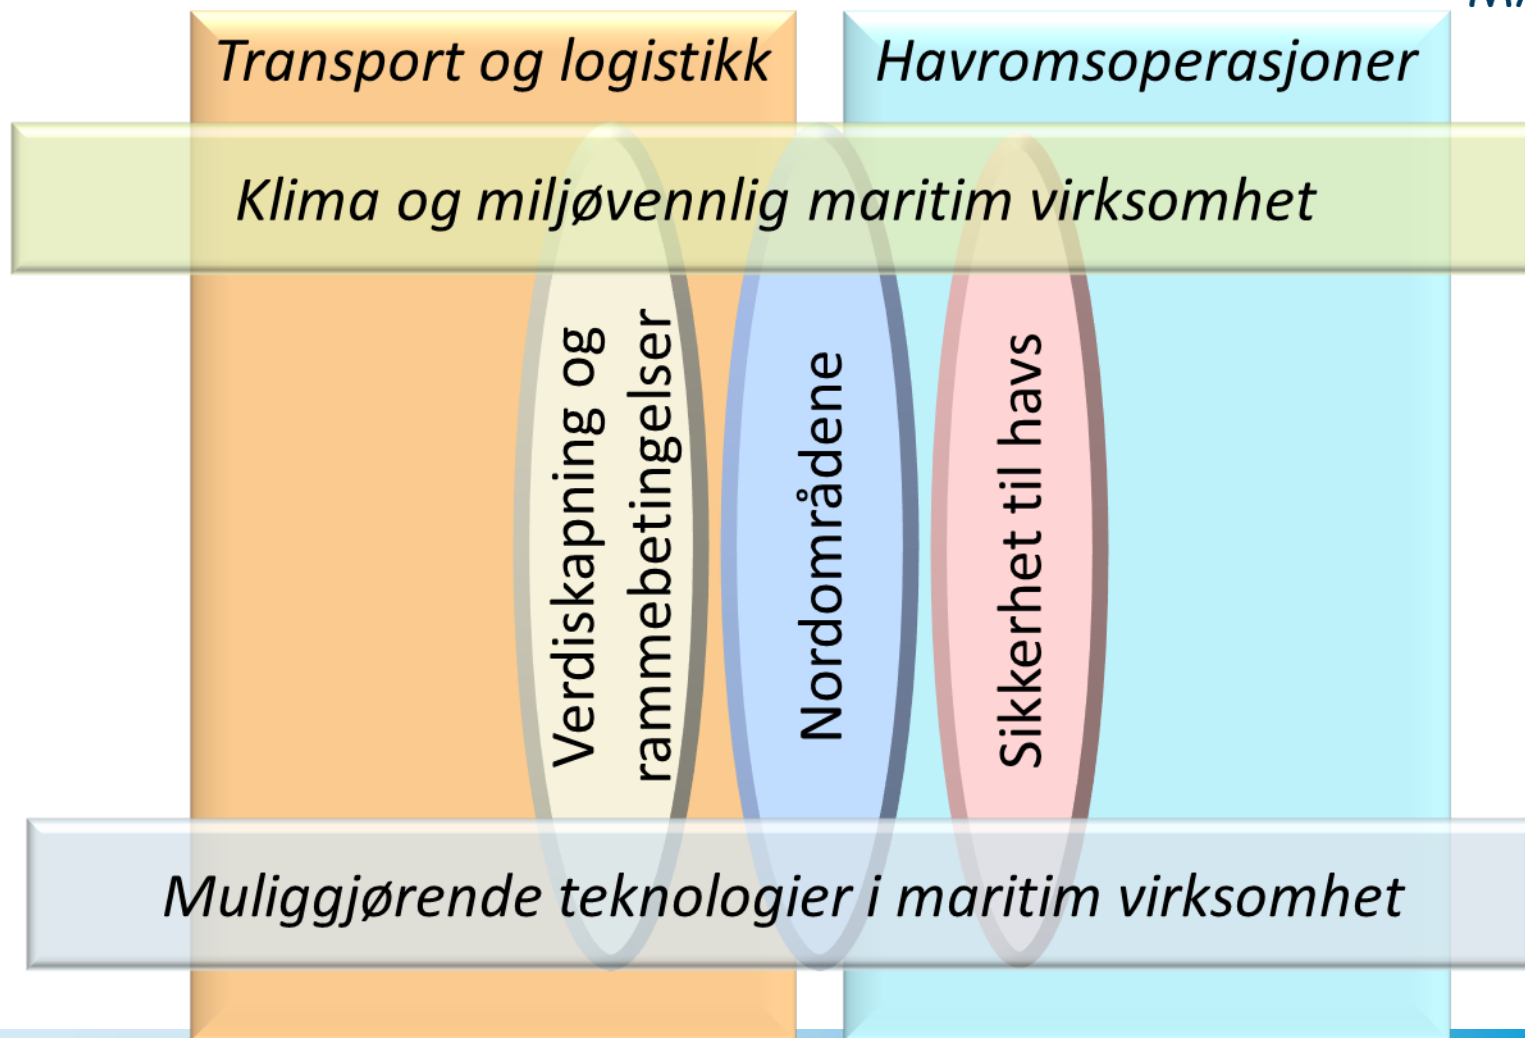 Transport og logistikk
Havromsoperasjoner
Klima og miljøvennlig maritim virksomhet
Verdiskapning og
rammebetingelser
Nordområdene
Sikkerhet til havs
Muliggjørende teknologier i maritim virksomhet